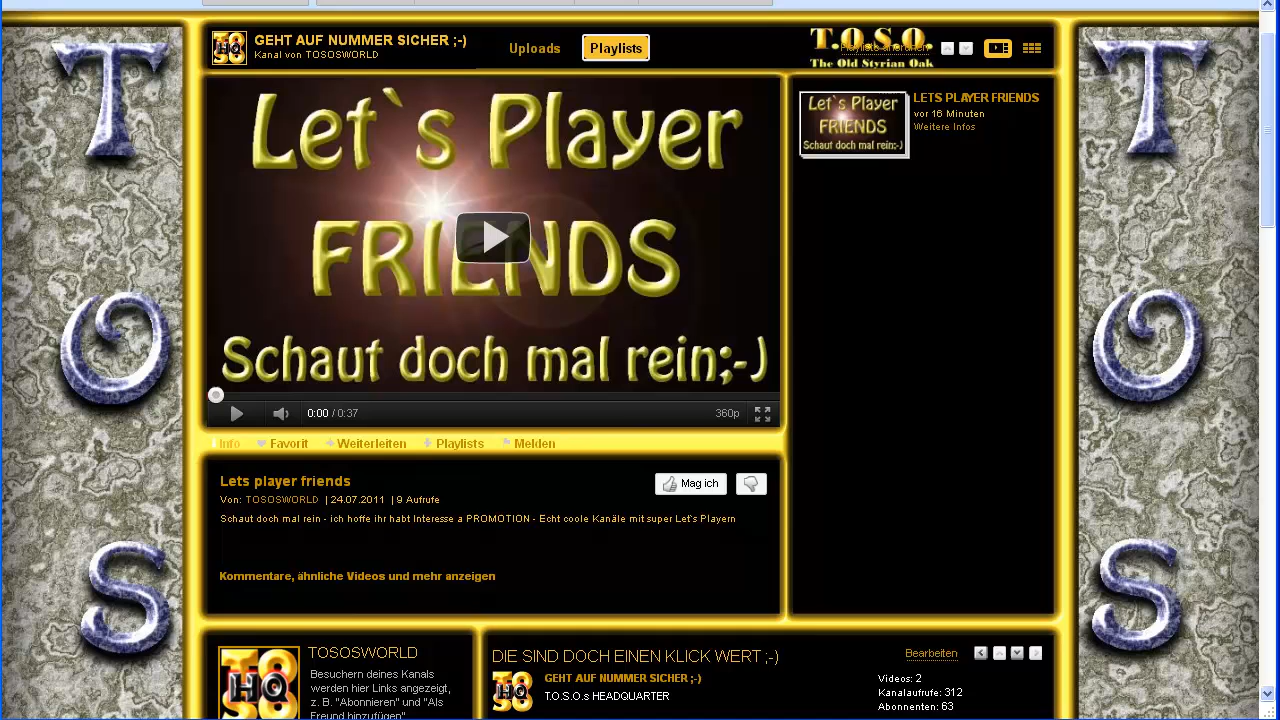 T
O
S
GEHT AUF NUMMER SICHER ;-)
Kanal von TOSOSWORLD
Uploads
Playlists
T.O.S.O.
The Old Styrian Oak
Let`s Player
FRIENDS
Schaut doch mal rein;-)
0:00 / 0:37
360p
LETS PLAYER FRIENDS
vor 16 Minuten
Weitere Infos
Let`s Player
FRIENDS
Schaut doch mal rein;-)
Info
Favorit
Weiterleiten
Playlists
Melden
Lets player friends
Von: TOSOSWORLD | 24.07.2011 | 9 Aufrufe
Mag ich
Schaut doch mal rein - ich hoffe ihr habt Interesse a PROMOTION - Echt coole Kanäle mit super Let's Playern
Kommentare, ähnliche Videos und mehr anzeigen
HQ
TOSOSWORLD
Besuchern deines Kanals
werden hier Links angezeigt,
z. B. "Abonnieren" und "Als
Freund hinzufügen"
DIE SIND DOCH EINEN KLICK WERT ;-)
Bearbeiten
HQ
GEHT AUF NUMMER SICHER ;-)
T.O.S.O.s HEADQUARTER
Videos: 2
Kanalaufrufe: 312
Abonnenten: 63
T
O
S